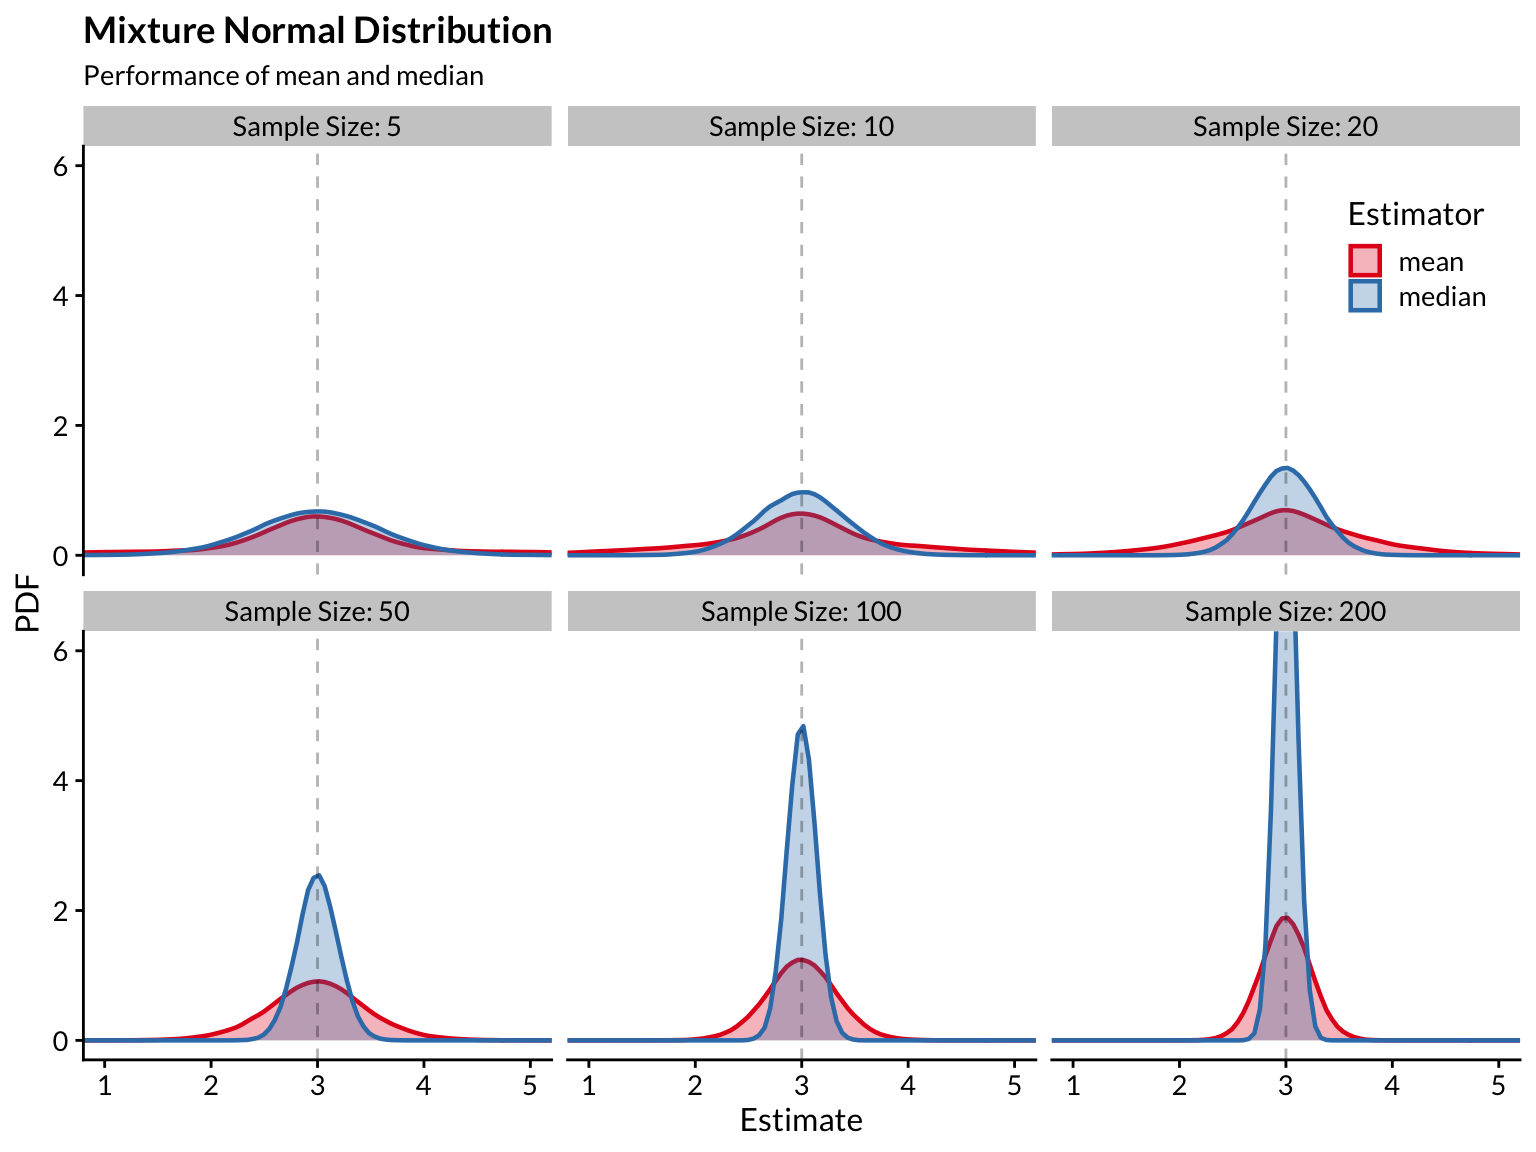 Mixture Normal Distribution
Performance of mean and median
Sample Size: 5
Sample Size: 10
Sample Size: 20
6
4
2
0
Estimator
mean
median
PDF
Sample Size: 50
Sample Size: 100
Sample Size: 200
6
4
2
0
1 2 3 4 5
1 2 3 4 5
1 2 3 4 5
Estimate